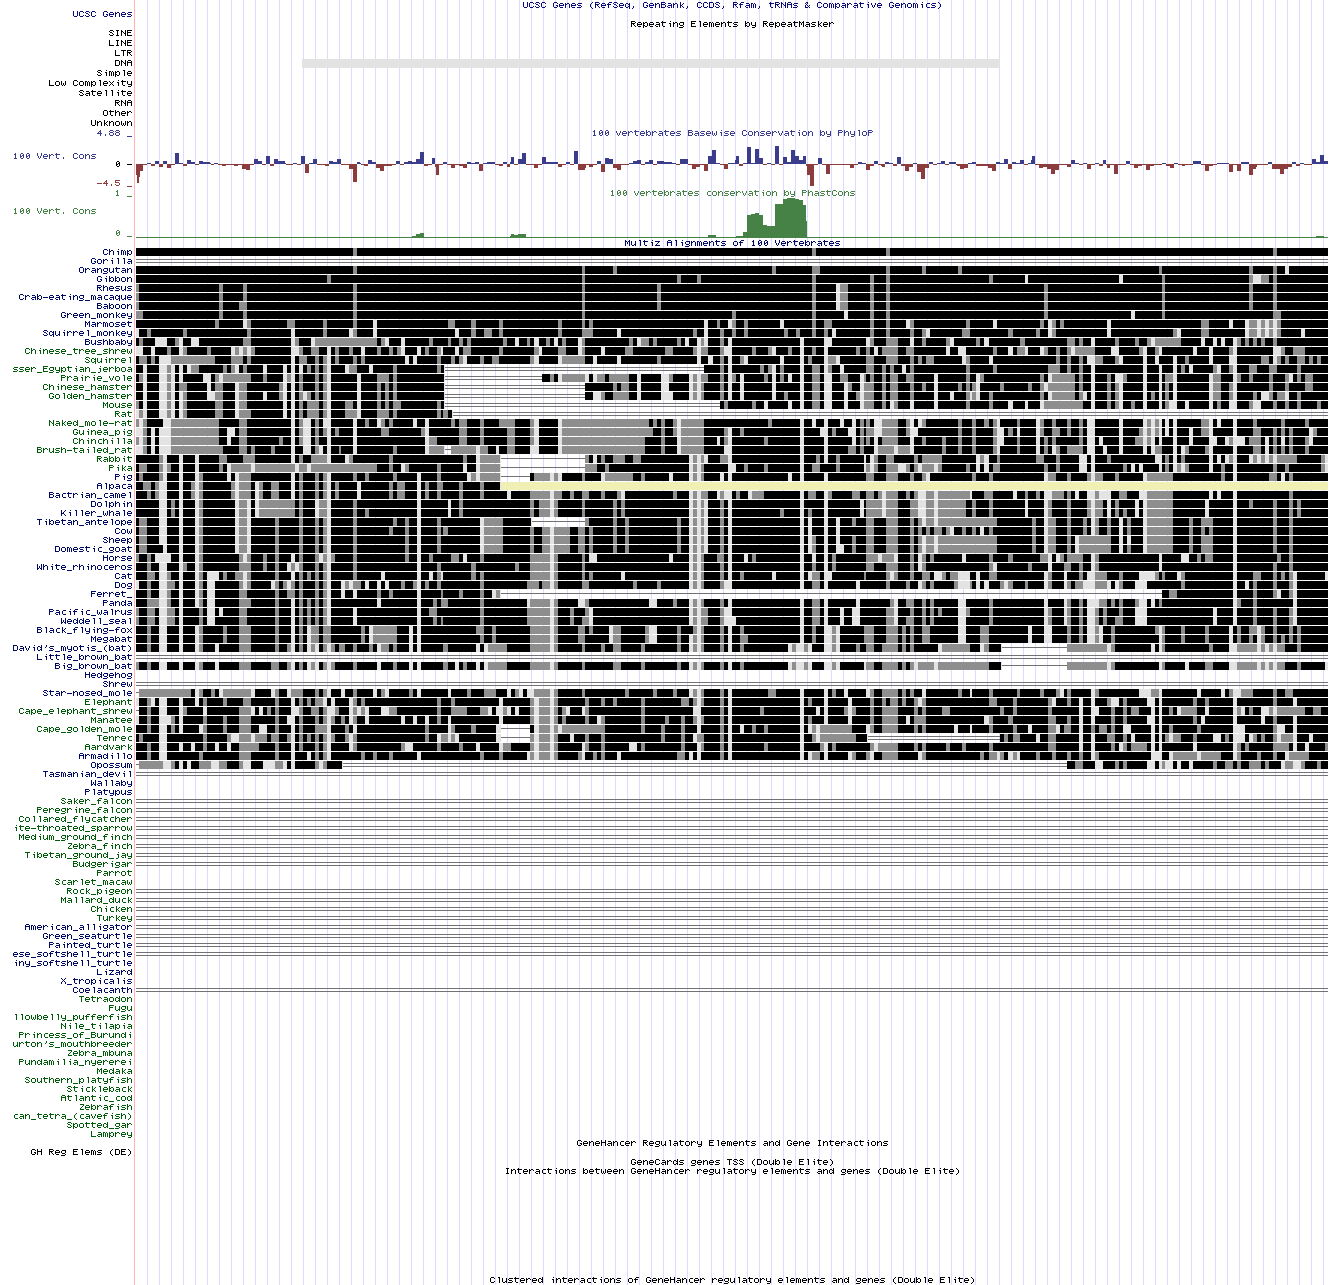 UCSC Genes (RefSeq, GenBank, CCDS, Rfam, tRNAs & Comparative Genomics)
UCSC Genes
Repeating Elements by RepeatMasker
SINE
LINE
LTR
DNA
Simple
Low Complexity
Satellite
RNA
Other
Unknown
4.88 _
100 vertebrates Basewise Conservation by PhyloP
100 Vert. Cons
0 _
-4.5 _
1 _
100 vertebrates conservation by PhastCons
100 Vert. Cons
0 _
Multiz Alignments of 100 Vertebrates
Chimp
Gorilla
Orangutan
Gibbon
Rhesus
Crab-eating_macaque
Baboon
Green_monkey
Marmoset
Squirrel_monkey
Bushbaby
Chinese_tree_shrew
Squirrel
sser_Egyptian_jerboa
Prairie_vole
Chinese_hamster
Golden_hamster
Mouse
Rat
Naked_mole-rat
Guinea_pig
Chinchilla
Brush-tailed_rat
Rabbit
Pika
Pig
Alpaca
Bactrian_camel
Dolphin
Killer_whale
Tibetan_antelope
Cow
Sheep
Domestic_goat
Horse
White_rhinoceros
Cat
Dog
Ferret_
Panda
Pacific_walrus
Weddell_seal
Black_flying-fox
Megabat
David's_myotis_(bat)
Little_brown_bat
Big_brown_bat
Hedgehog
Shrew
Star-nosed_mole
Elephant
Cape_elephant_shrew
Manatee
Cape_golden_mole
Tenrec
Aardvark
Armadillo
Opossum
Tasmanian_devil
Wallaby
Platypus
Saker_falcon
Peregrine_falcon
Collared_flycatcher
ite-throated_sparrow
Medium_ground_finch
Zebra_finch
Tibetan_ground_jay
Budgerigar
Parrot
Scarlet_macaw
Rock_pigeon
Mallard_duck
Chicken
Turkey
American_alligator
Green_seaturtle
Painted_turtle
ese_softshell_turtle
iny_softshell_turtle
Lizard
X_tropicalis
Coelacanth
Tetraodon
Fugu
llowbelly_pufferfish
Nile_tilapia
Princess_of_Burundi
urton's_mouthbreeder
Zebra_mbuna
Pundamilia_nyererei
Medaka
Southern_platyfish
Stickleback
Atlantic_cod
Zebrafish
can_tetra_(cavefish)
Spotted_gar
Lamprey
GeneHancer Regulatory Elements and Gene Interactions
GH Reg Elems (DE)
GeneCards genes TSS (Double Elite)
Interactions between GeneHancer regulatory elements and genes (Double Elite)
Clustered interactions of GeneHancer regulatory elements and genes (Double Elite)